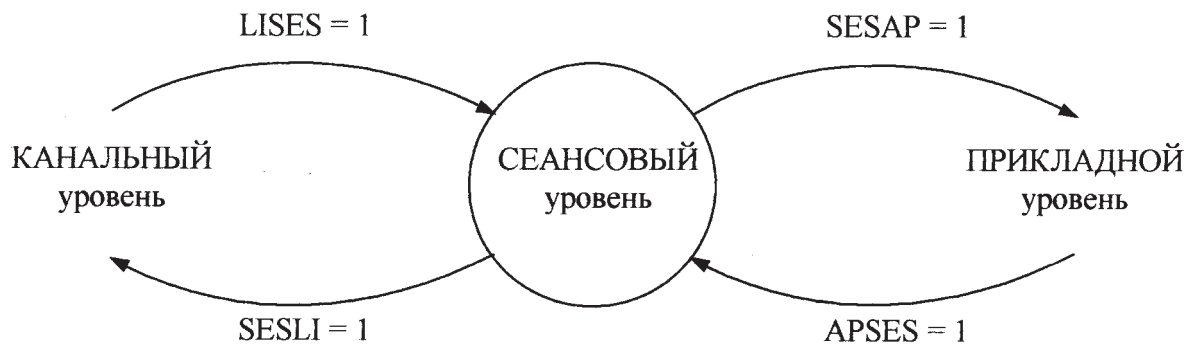 LISES = 1
SESAP = 1
КАНАЛЬНЫЙ
уровень
СЕАНСОВЫЙ
уровень
ПРИКЛАДНОЙ
уровень
SESLI = 1
APSES = 1